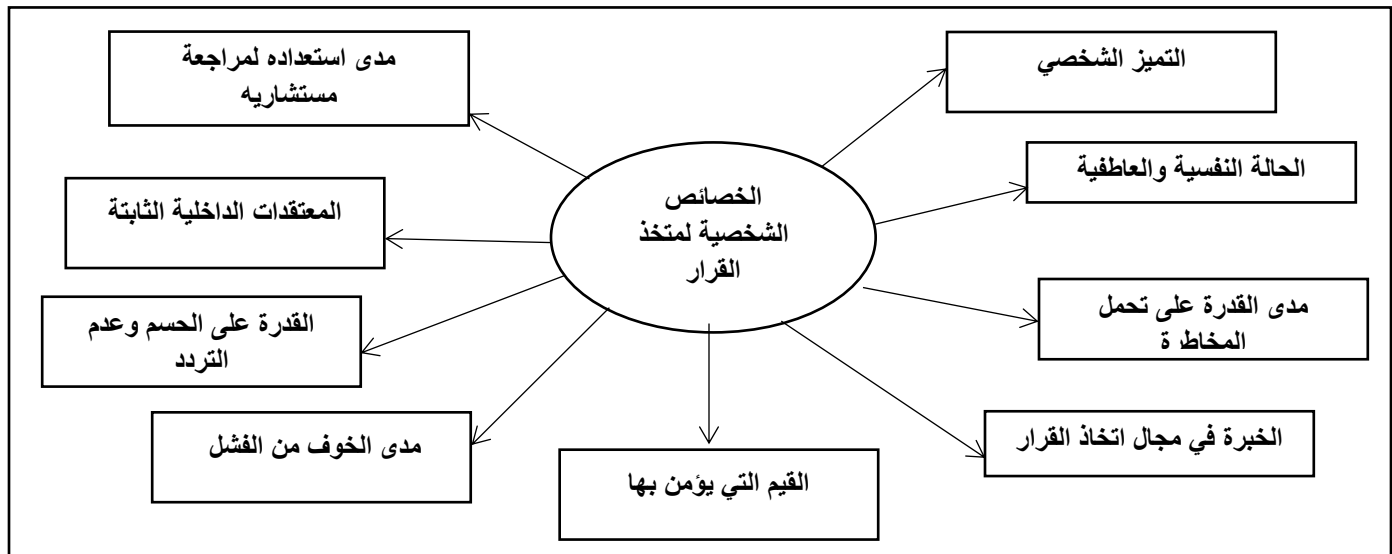 الخصائص
الشخصية لمتخذ
القرار
التميز الشخصي
الحالة النفسية والعاطفية
مدى القدرة على تحمل
المخاطرة
الخبرة في مجال اتخاذ القرار
القيم التي يؤمن بها
مدى الخوف من الفشل
القدرة على الحسم وعدم
التردد
المعتقدات الداخلية الثابتة
مدى استعداده لمراجعة
مستشاريه